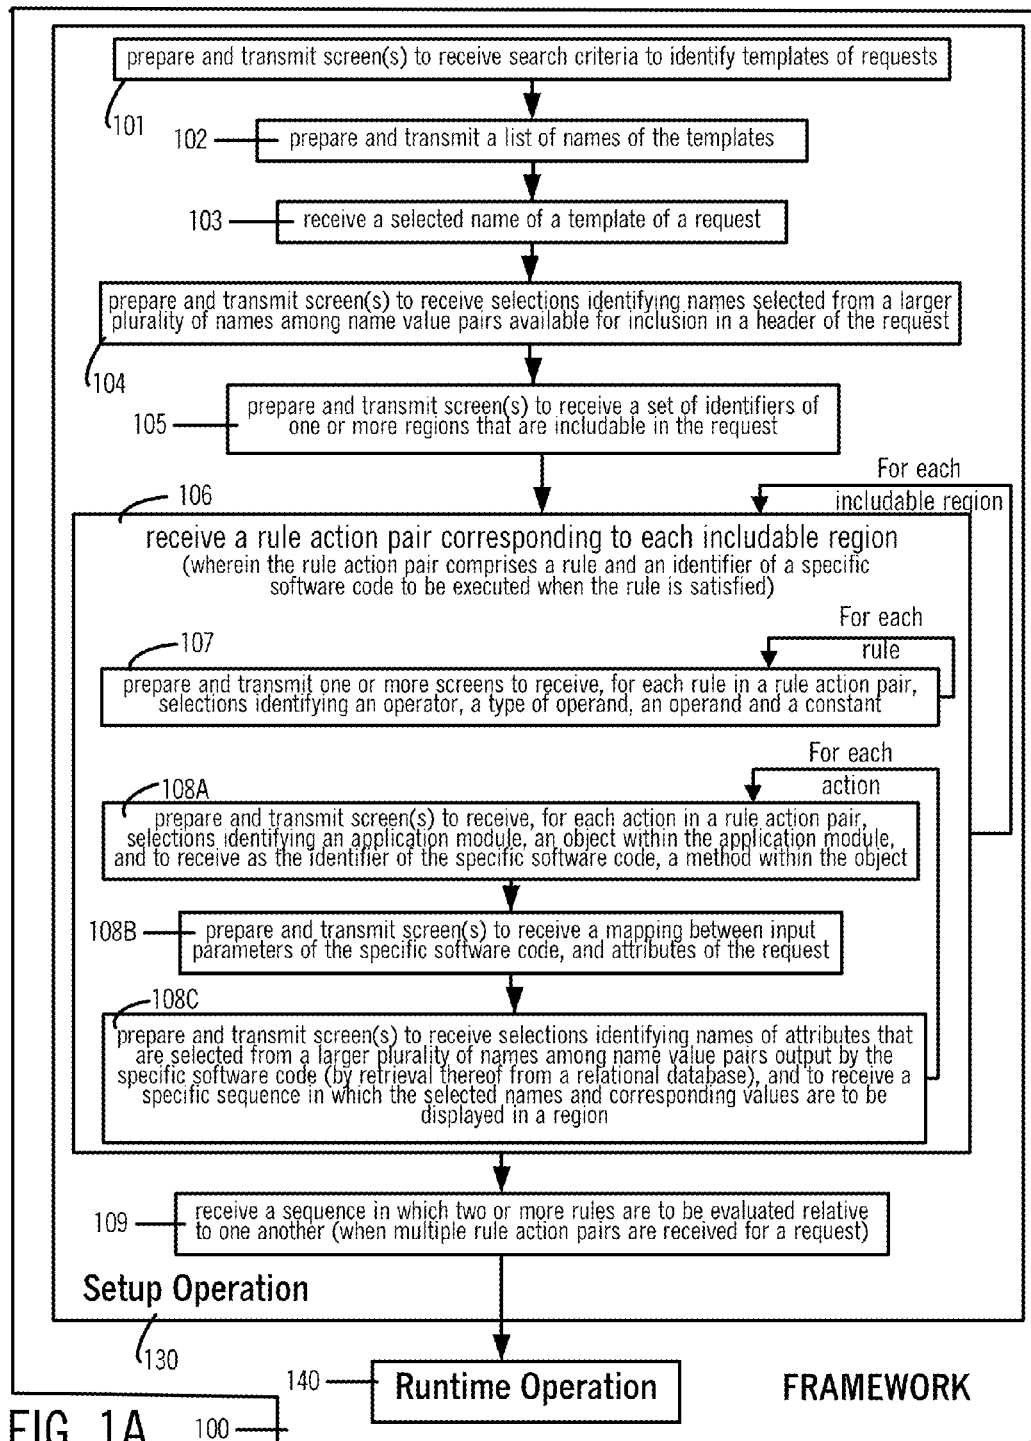 prepare and transmit screen(s) to receive search criteria to identify templates of requests
101
102
prepare and transmit a list of names of the templates
103
receive a selected name of a template of a request
prepare and transmit screen(s) to receive selections identifying names selected from a larger
plurality of names among name value pairs available for inclusion in a header of the request
104
prepare and transmit screen(s) to receive a set of identifiers of
one or more regions that are includable in the request
105
For each
includable region
106
receive a rule action pair corresponding to each includable region
(wherein the rule action pair comprises a rule and an identifier of a specific
software code to be executed when the rule is satisfied)
For each
rule
107
prepare and transmit one or more screens to receive, for each rule in a rule action pair,
selections identifying an operator, a type of operand, an operand and a constant
For each
action
108A
prepare and transmit screen(s) to receive, for each action in a rule action pair,
selections identifying an application module, an object within the application module,
and to receive as the identifier of the specific software code, a method within the object
108B
prepare and transmit screen(s) to receive a mapping between input
parameters of the specific software code, and attributes of the request
108C
prepare and transmit screen(s) to receive selections identifying names of attributes that
are selected from a larger plurality of names among name value pairs output by the
specific software code (by retrieval thereof from a relational database), and to receive a
specific sequence in which the selected names and corresponding values are to be
displayed in a region
109
receive a sequence in which two or more rules are to be evaluated relative
to one another (when multiple rule action pairs are received for a request)
Setup Operation
130
140
Runtime Operation
FRAMEWORK
FIG. 1A
100